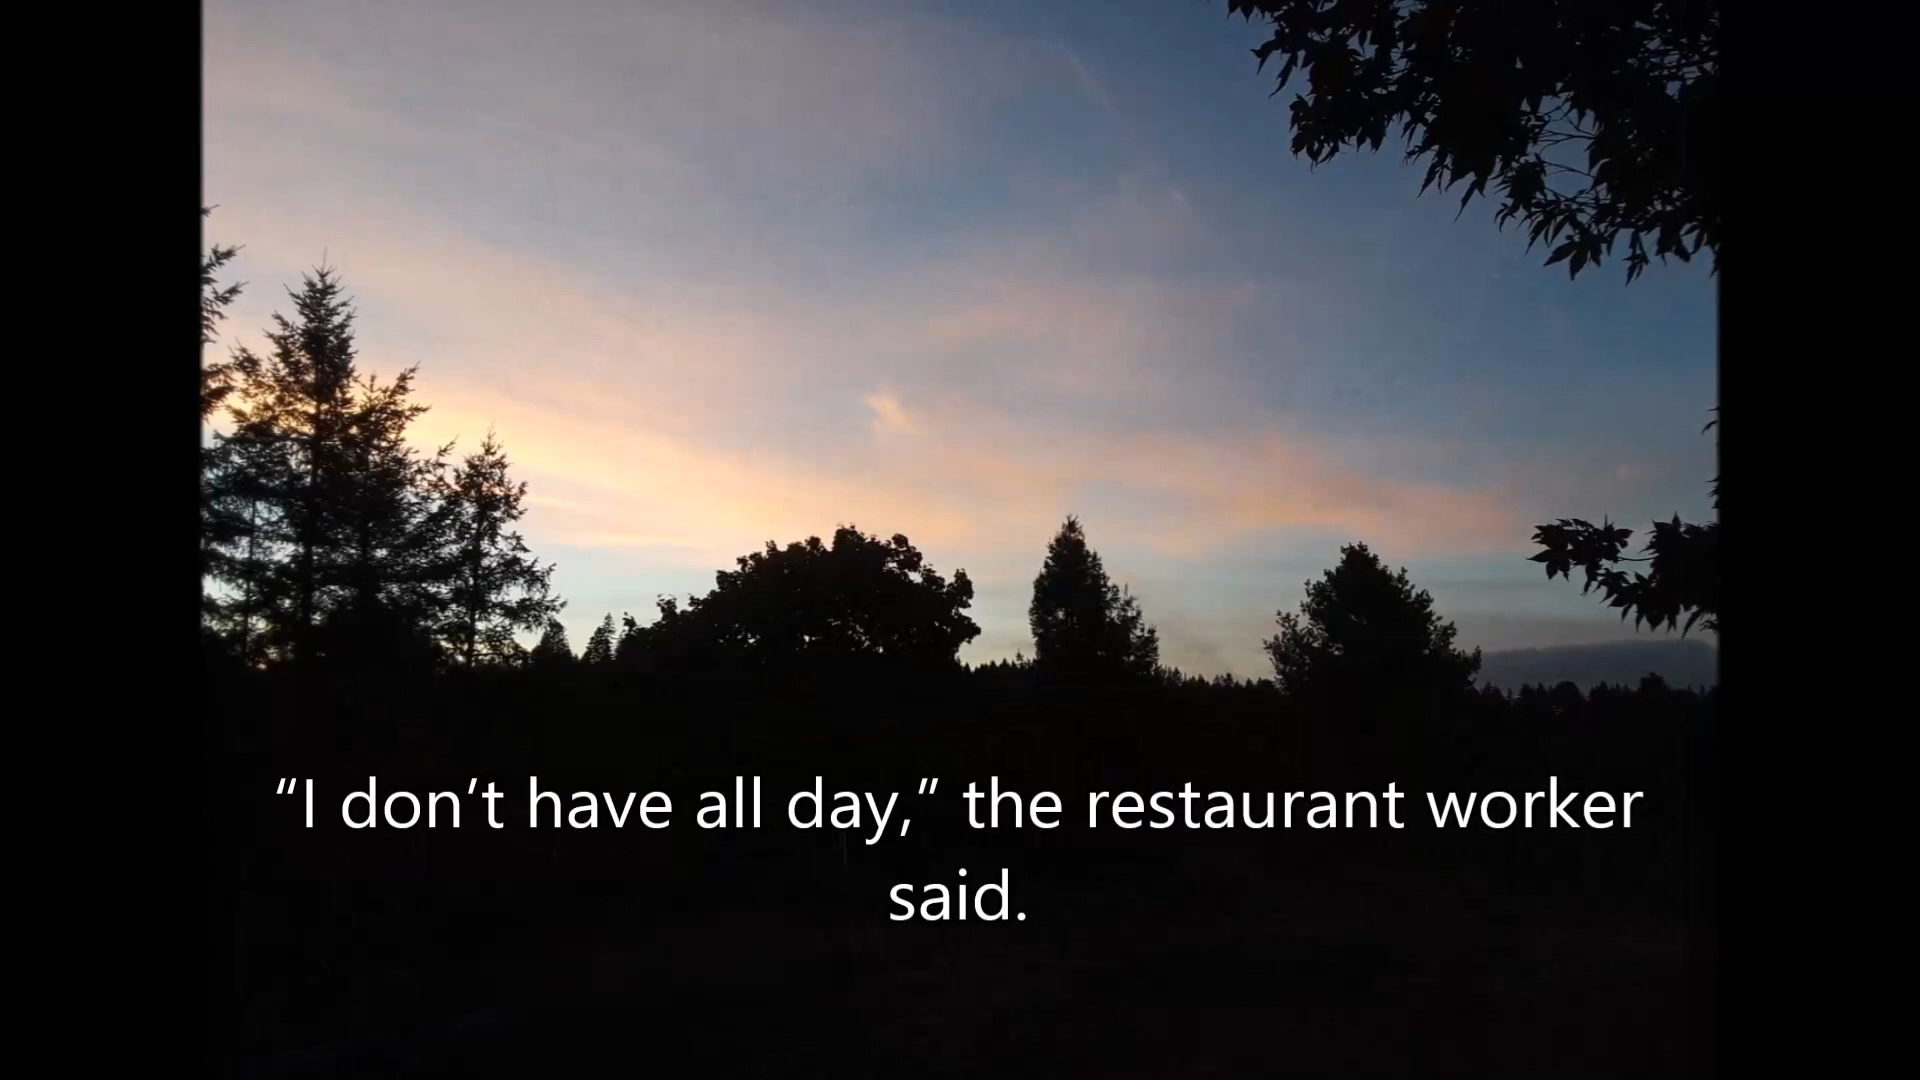 “I don’t have all day,” the restaurant worker
said.